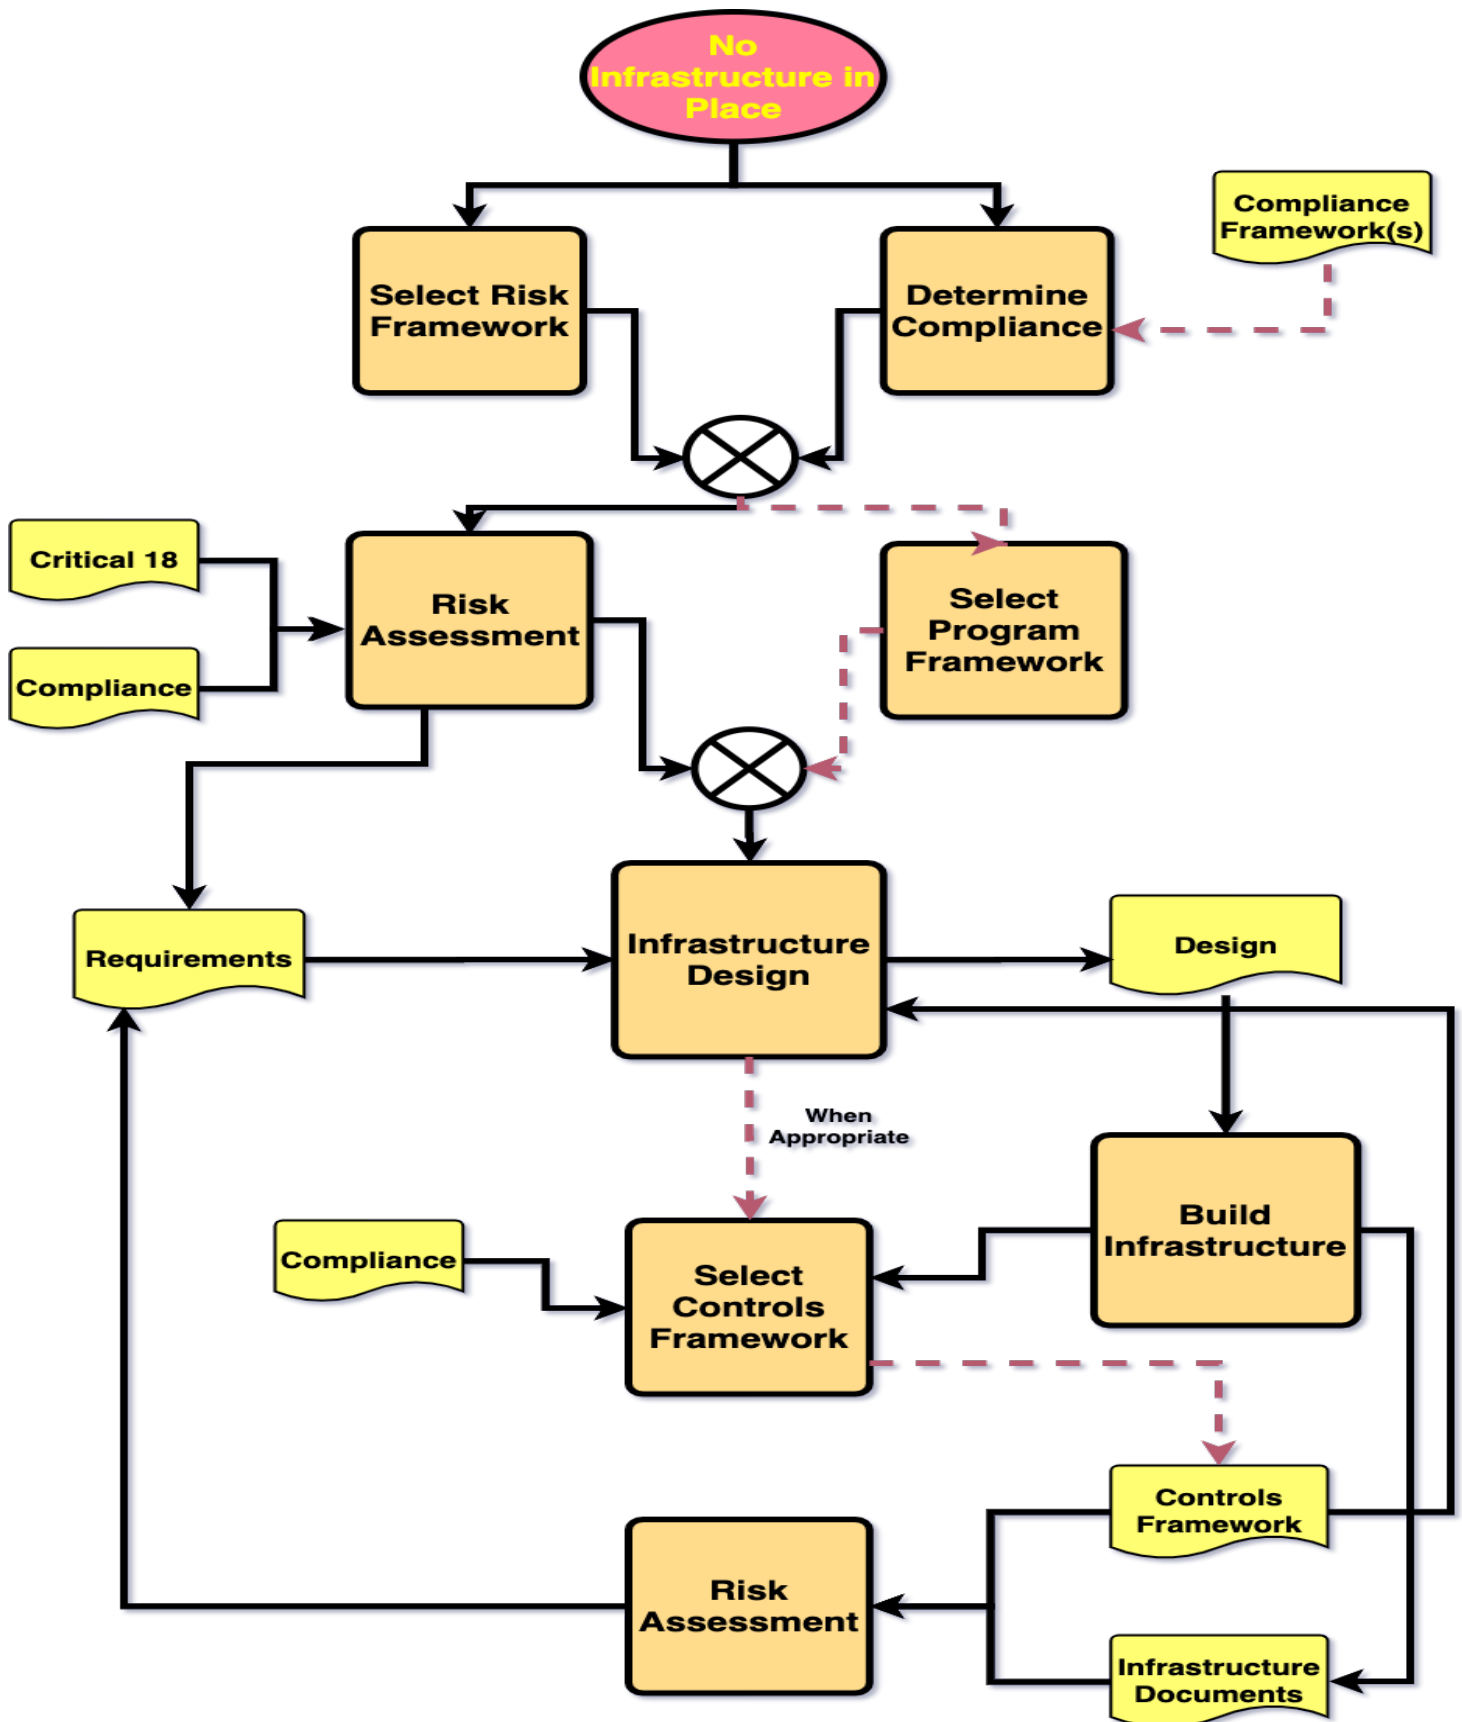 No
Infrastructure in
Place
Compliance
Framework(s)
Select Risk
Framework
Determine
Compliance
Critical 18
Compliance
Risk
Assessment
Select
Program
Framework
Requirements
Infrastructure
Design
Design
When
Appropriate
Build
Infrastructure
Compliance
Select
Controls
Framework
Controls
Framework
Risk
Assessment
Infrastructure
Documents